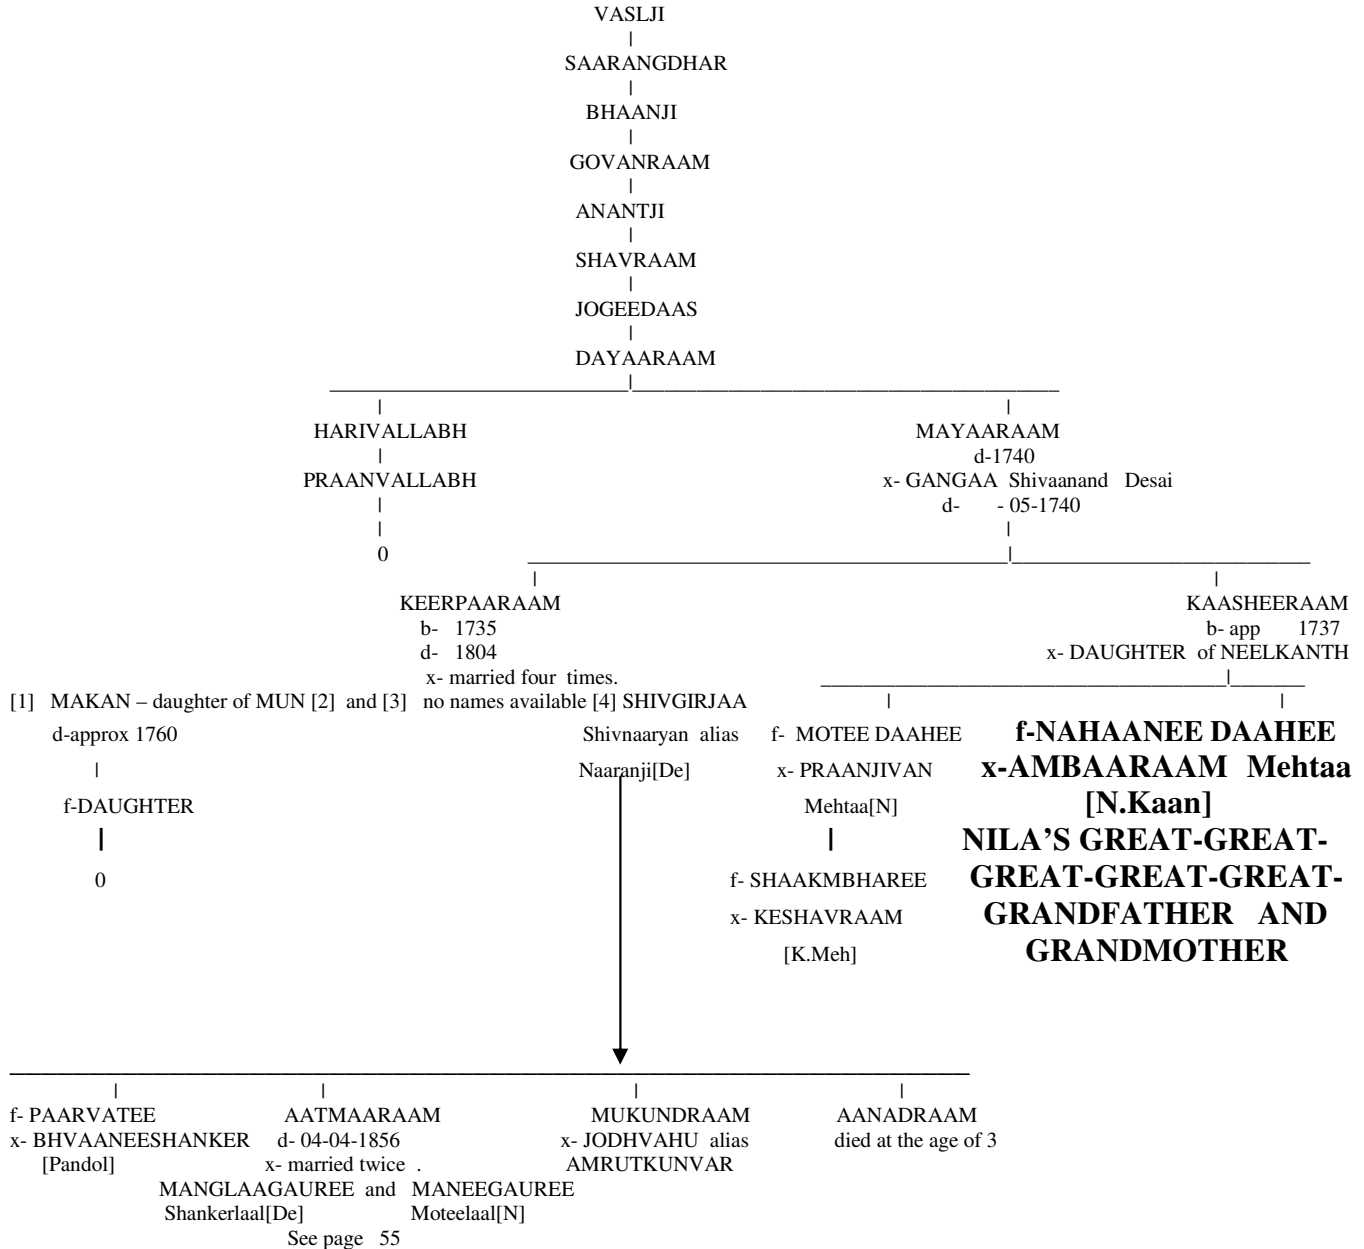 VASLJI
SAARANGDHAR
BHAANJI
GOVANRAAM
ANANTJI
SHAVRAAM
JOGEEDAAS
DAYAARAAM
HARIVALLABH MAYAARAAM
d-1740
PRAANVALLABH x- GANGAA Shivaanand Desai
d- - 05-1740
0
KEERPAARAAM KAASHEERAAM
b- 1735 b- app 1737
d- 1804 x- DAUGHTER of NEELKANTH
x- married four times.
[1] MAKAN – daughter of MUN [2] and [3] no names available [4] SHIVGIRJAA
d-approx 1760 Shivnaaryan alias f- MOTEE DAAHEE f-NAHAANEE DAAHEE
Naaranji[De] x- PRAANJIVAN x-AMBAARAAM Mehtaa
f-DAUGHTER Mehtaa[N] [N.Kaan]
NILA'S GREAT-GREAT-
0 f- SHAAKMBHAREE GREAT-GREAT-GREAT-
x- KESHAVRAAM GRANDFATHER AND
[K.Meh] GRANDMOTHER
f- PAARVATEE AATMAARAAM MUKUNDRAAM AANADRAAM
x- BHVAANEESHANKER d- 04-04-1856 x- JODHVAHU alias died at the age of 3
[Pandol] x- married twice . AMRUTKUNVAR
MANGLAAGAUREE and MANEEGAUREE
Shankerlaal[De] Moteelaal[N]
See page 55